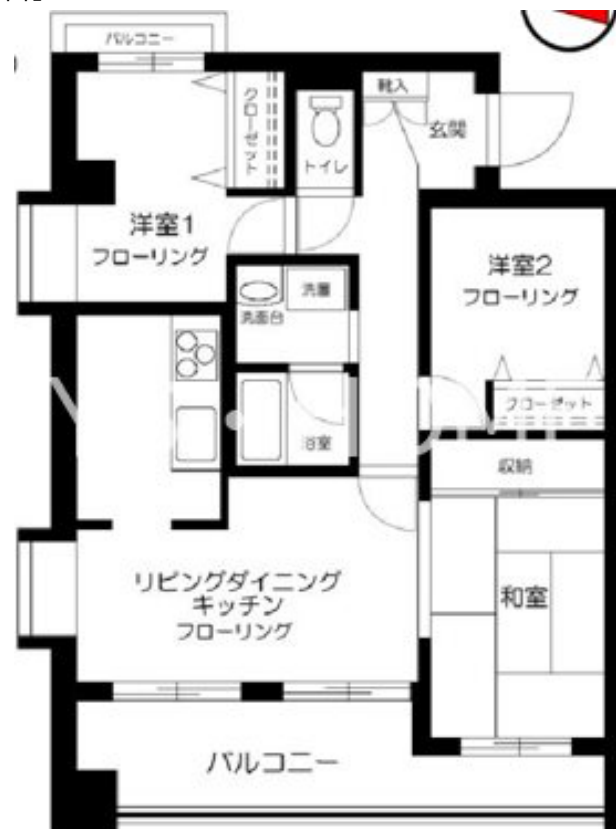 バルコニー
靴入
玄関
クローゼット
トイレ
洋室1
フローリング
洋室2
フローリング
洗面台
クローゼット
浴室
収納
リビングダイニング
キッチン
フローリング
和室
バルコニー